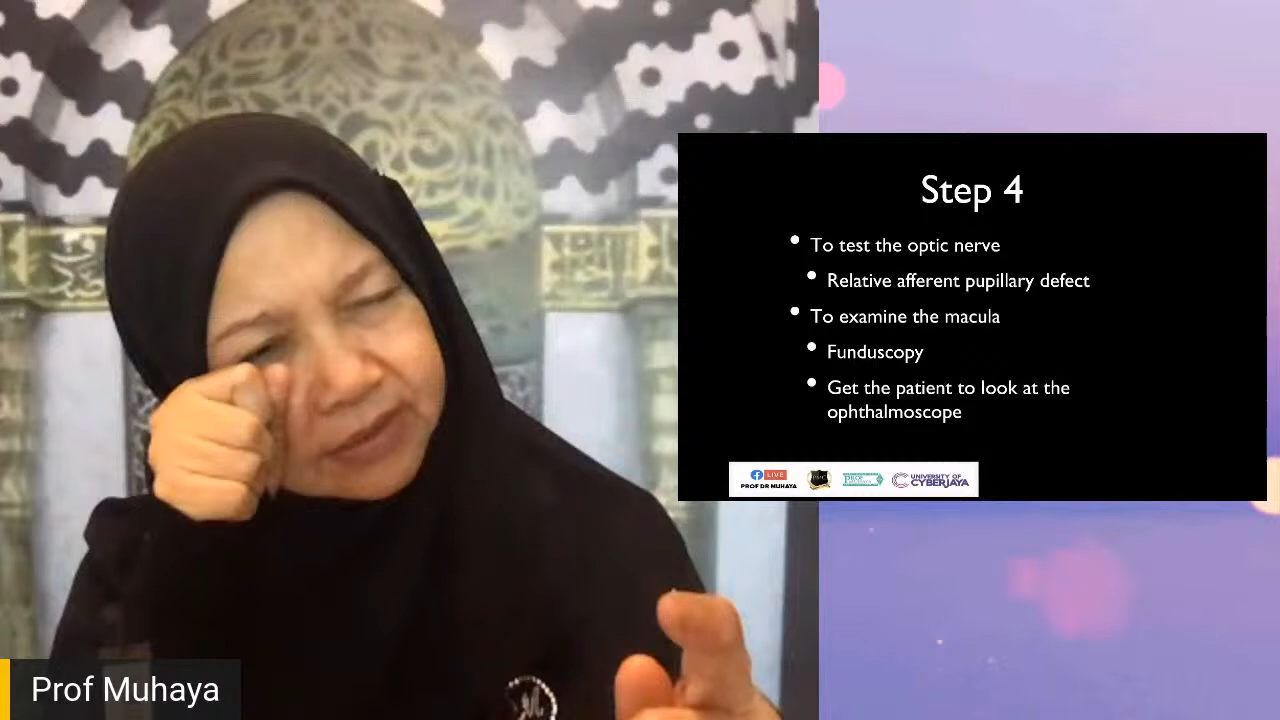 Step 4
To test the optic nerve
Relative afferent pupillary defect
To examine the macula
Funduscopy
Get the patient to look at the
ophthalmoscope
LIVE
PROF DR MUHAYA
UNIVERSITY OF
CYBERJAYA
Prof Muhaya